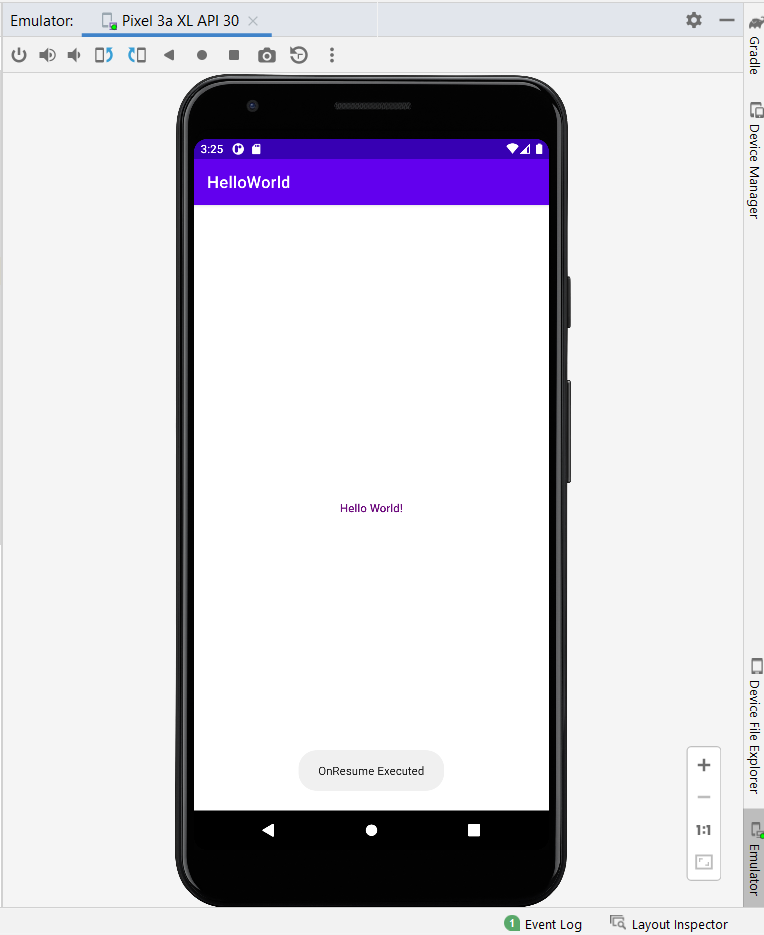 Emulator: Pixel 3a XL API 30
Gradle
Device Manager
3:25
HelloWorld
Hello World!
OnResume Executed
Device File Explorer
1:1
Emulator
1 Event Log Layout Inspector